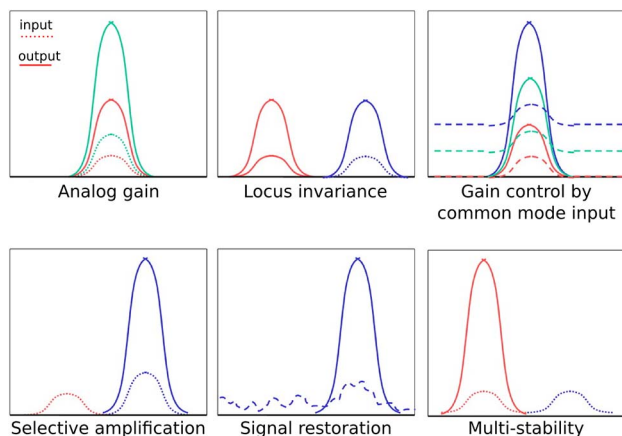 input
output
Analog gain
Locus invariance
Gain control by
common mode input
Selective amplification
Signal restoration
Multi-stability